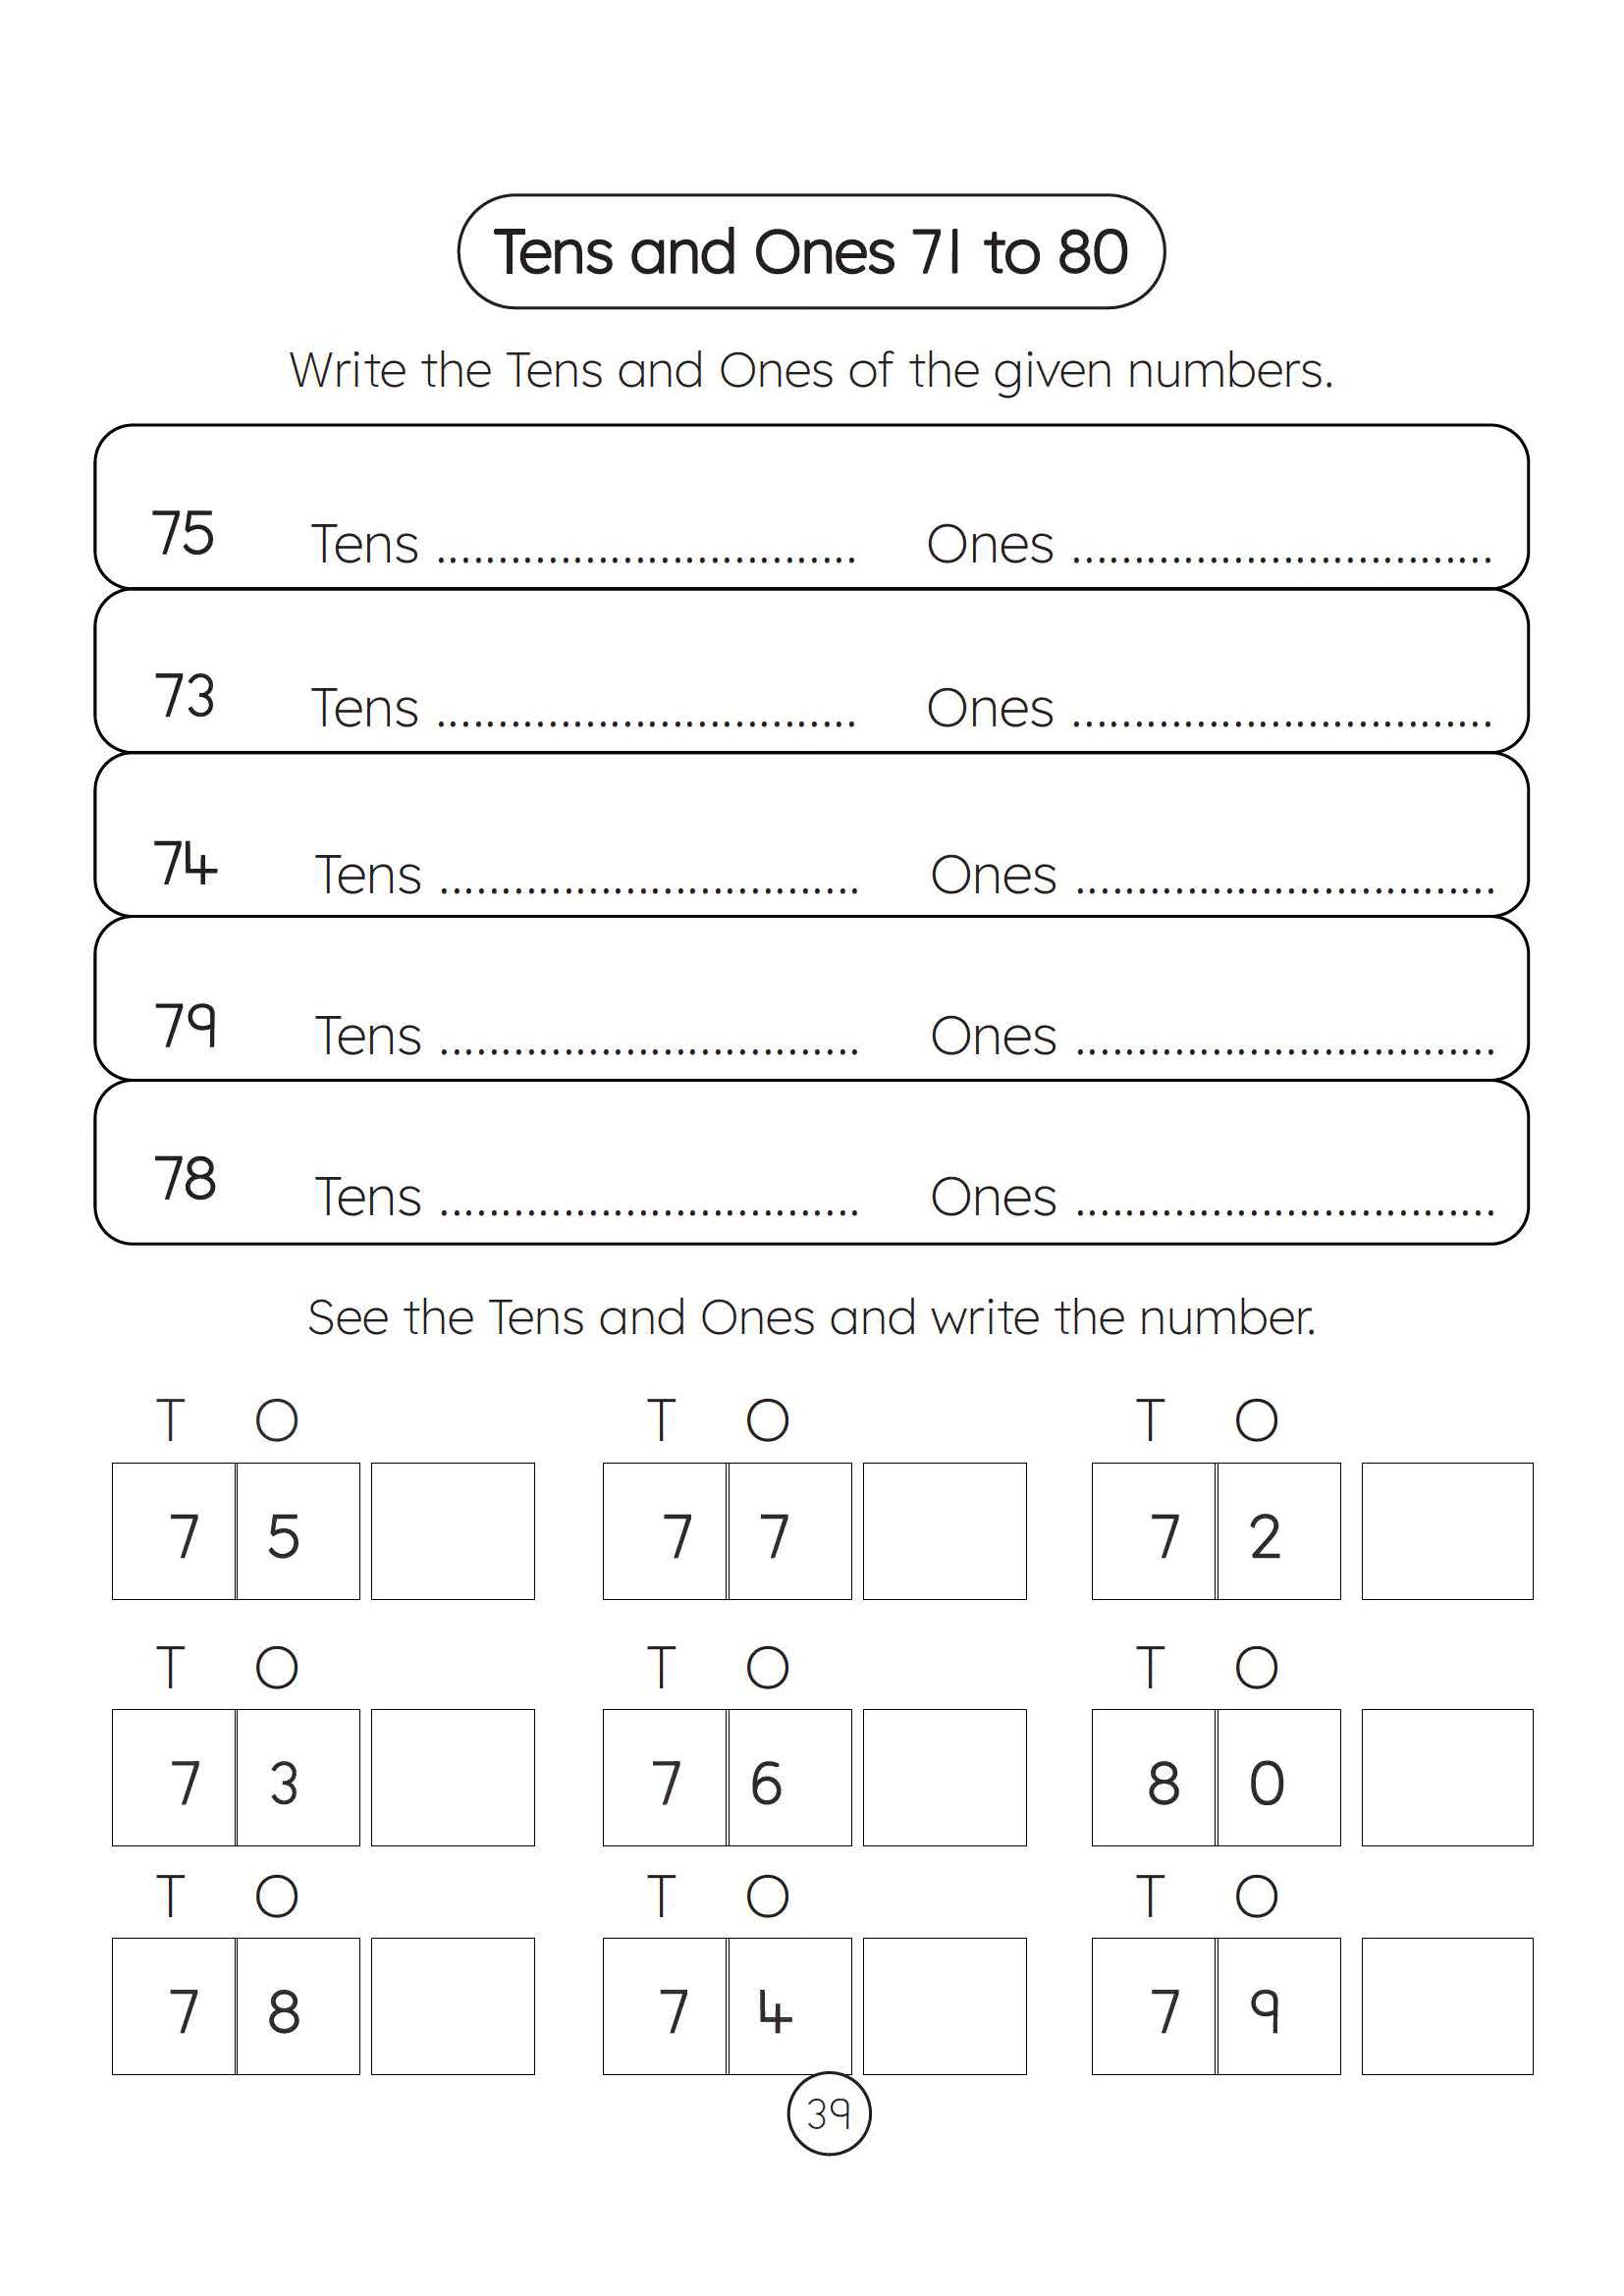 Tens and Ones 71 to 80
Write the Tens and Ones of the given numbers.
75 Tens .................................. Ones ..................................
73 Tens .................................. Ones ..................................
74 Tens .................................. Ones ..................................
79 Tens .................................. Ones ..................................
78 Tens .................................. Ones ..................................
See the Tens and Ones and write the number.
T O T O T O
7 5 7 7 7 2
T O T O T O
7 3 7 6 8 0
T O T O T O
7 8 7 4 7 9
39